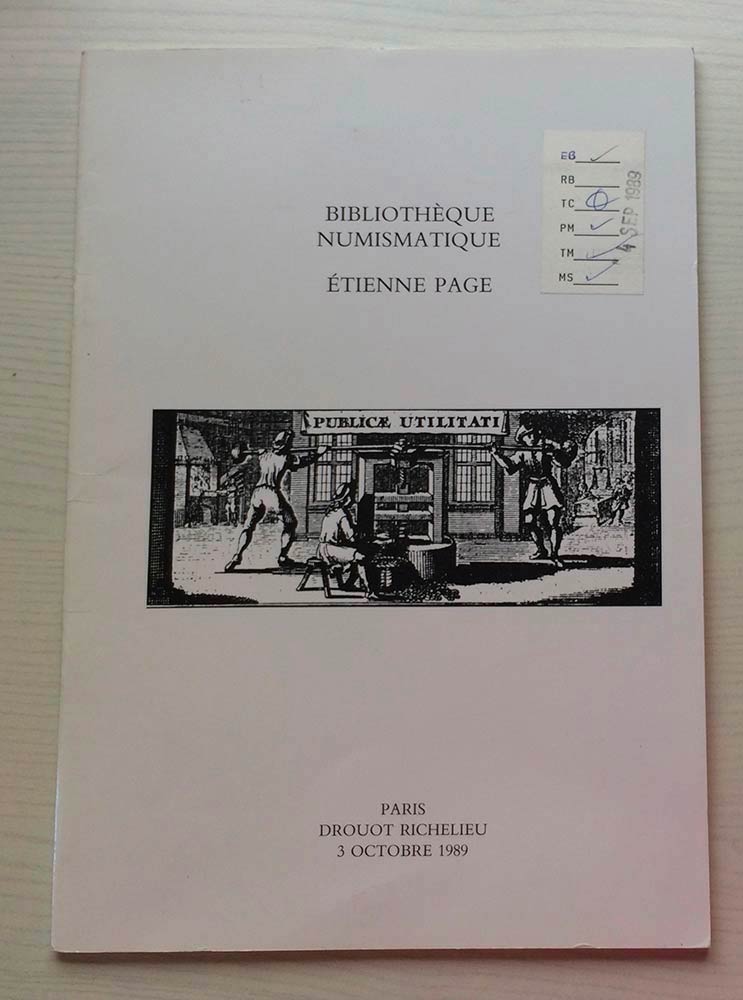 BIBLIOTHÈQUE
NUMISMATIQUE
ÉTIENNE PAGE
EB
RB
TC
PM
TM
MS
4 SEP 1989
PUBLICÆ UTILITATI
PARIS
DROUOT RICHELIEU
3 OCTOBRE 1989